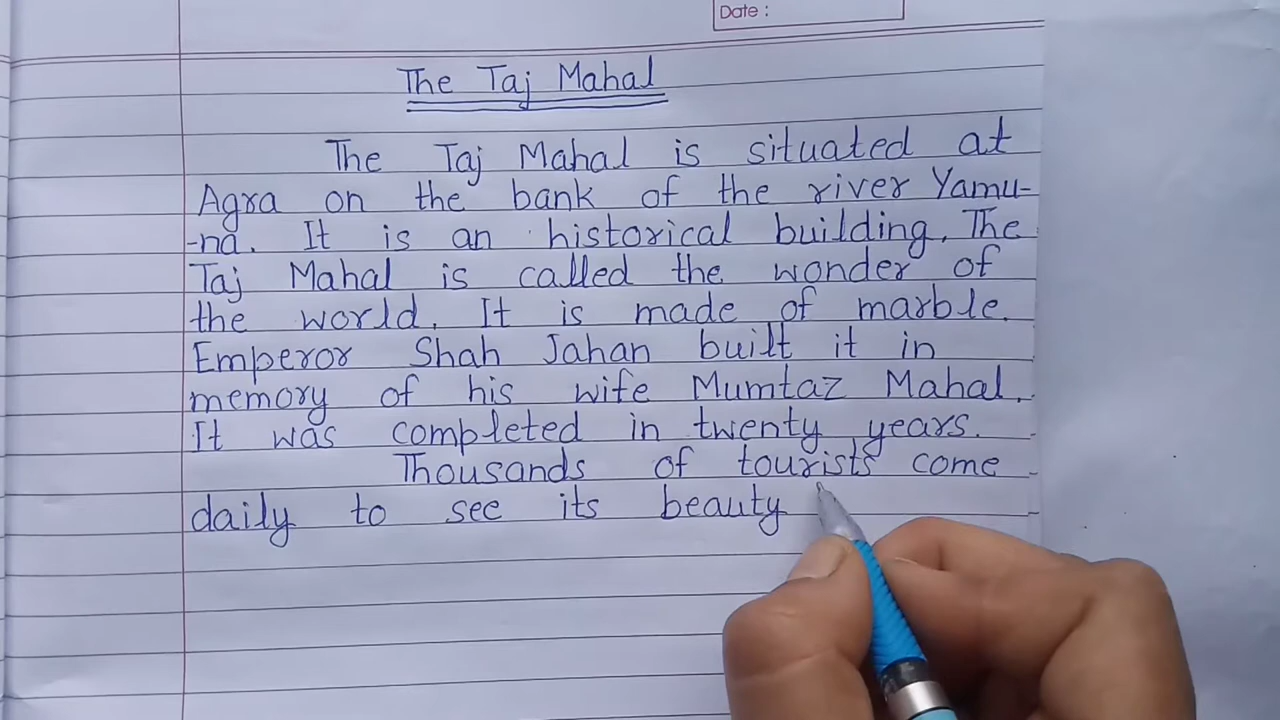 Date :
The Taj Mahal
The Taj Mahal is situated at
Agra on the bank of the river Yamu-
-na. It is an historical building. The
Taj Mahal is called the wonder of
the world. It is made of marble.
Emperor Shah Jahan built it in
memory of his wife Mumtaz Mahal.
It was completed in twenty years.
Thousands of tourists come
daily to see its beauty